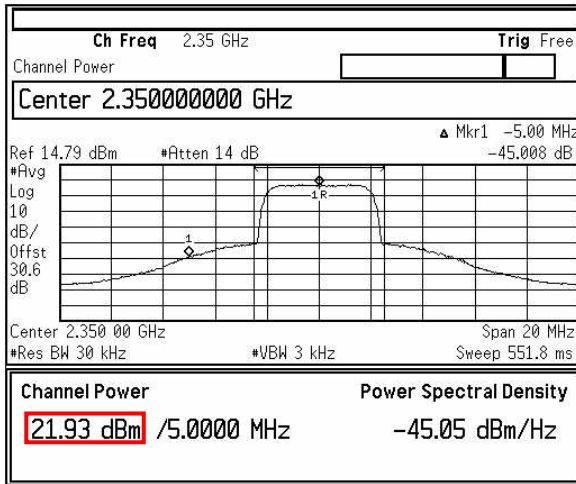 Ch Freq 2.35 GHz Trig Free
Channel Power
Center 2.350000000 GHz
Δ Mkr1 -5.00 MHz
Ref 14.79 dBm #Atten 14 dB -45.008 dB
#Avg
Log
10
dB/
Offst
30.6
dB
1R
1
Center 2.350 00 GHz Span 20 MHz
#Res BW 30 kHz #VBW 3 kHz Sweep 551.8 ms
Channel Power Power Spectral Density
21.93 dBm /5.0000 MHz -45.05 dBm/Hz